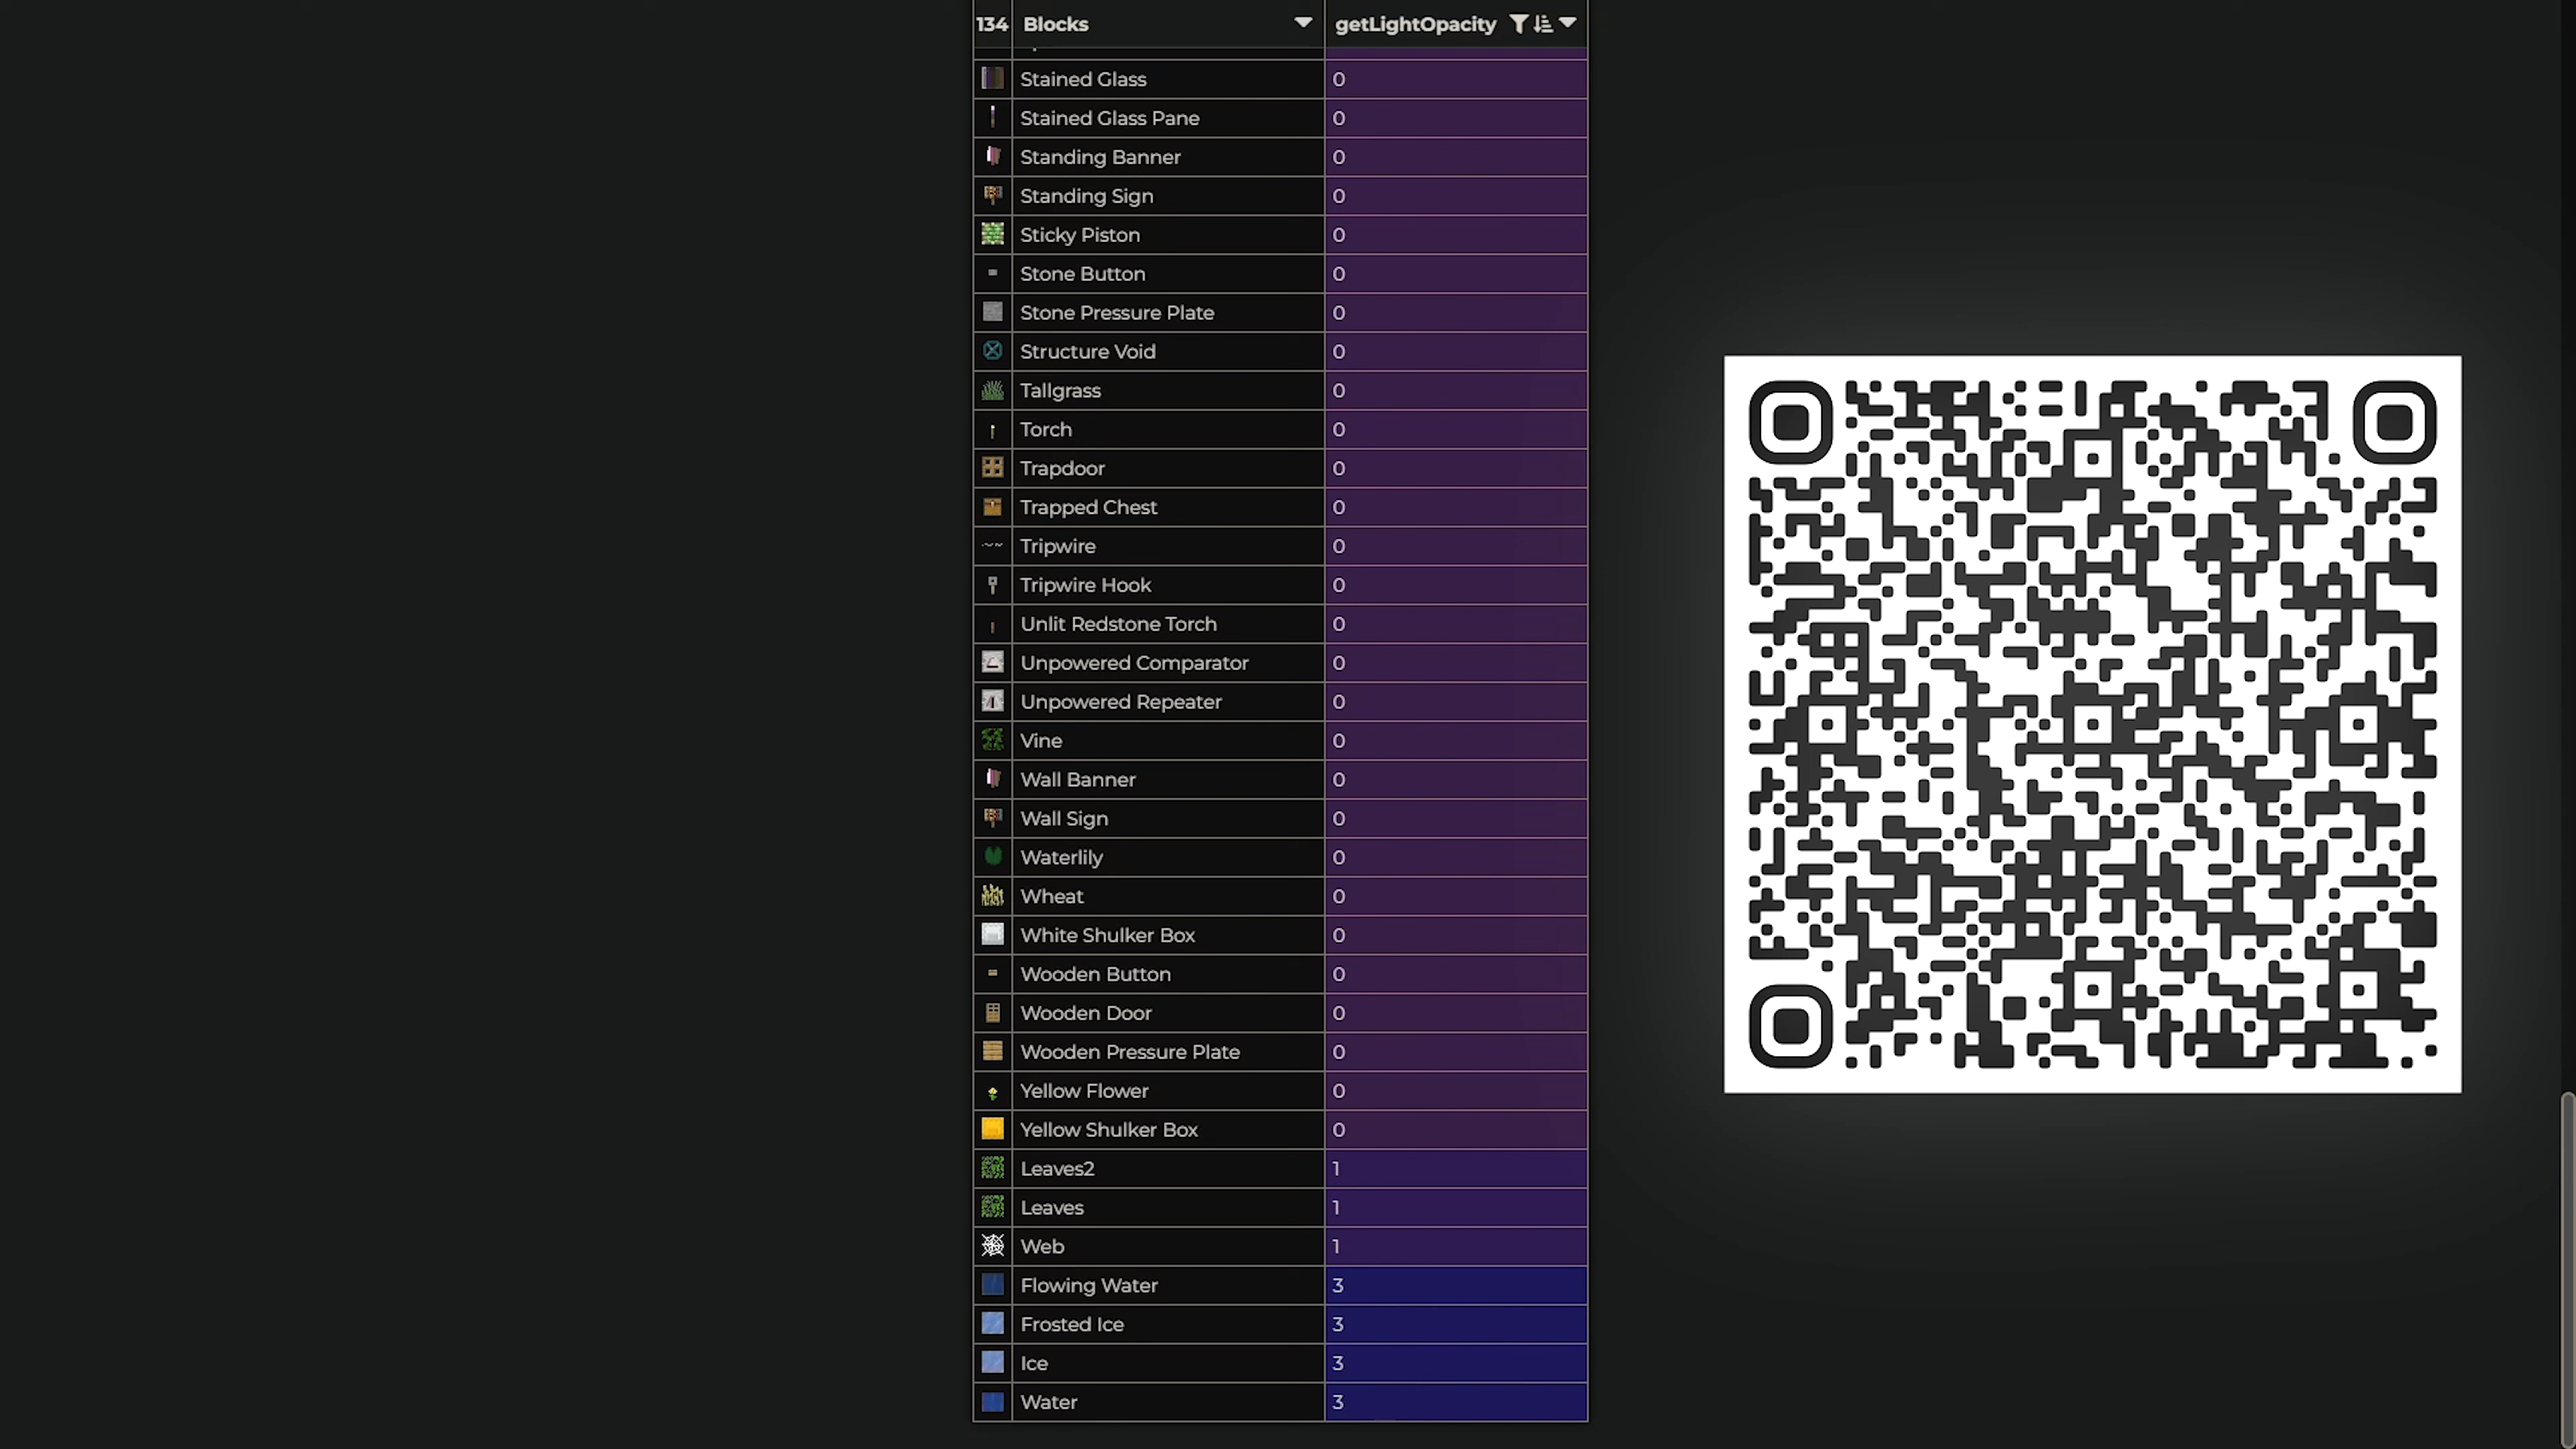 134 Blocks getLightOpacity
Stained Glass 0
Stained Glass Pane 0
Standing Banner 0
Standing Sign 0
Sticky Piston 0
Stone Button 0
Stone Pressure Plate 0
Structure Void 0
Tallgrass 0
Torch 0
Trapdoor 0
Trapped Chest 0
Tripwire 0
Tripwire Hook 0
Unlit Redstone Torch 0
Unpowered Comparator 0
Unpowered Repeater 0
Vine 0
Wall Banner 0
Wall Sign 0
Waterlily 0
Wheat 0
White Shulker Box 0
Wooden Button 0
Wooden Door 0
Wooden Pressure Plate 0
Yellow Flower 0
Yellow Shulker Box 0
Leaves2 1
Leaves 1
Web 1
Flowing Water 3
Frosted Ice 3
Ice 3
Water 3